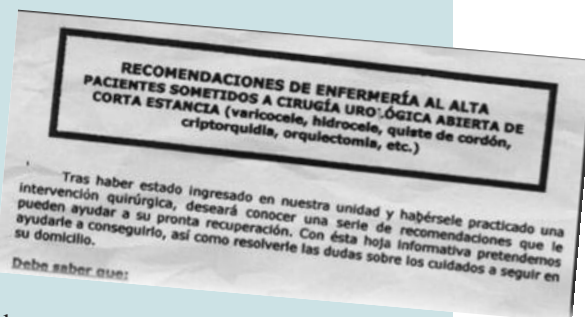 RECOMENDACIONES DE ENFERMERÍA AL ALTA
PACIENTES SOMETIDOS A CIRUGÍA UROLÓGICA ABIERTA DE
CORTA ESTANCIA (varicocele, hidrocele, quiste de cordón,
criptorquidia, orquiectomia, etc.)
Tras haber estado ingresado en nuestra unidad y habérsele practicado una
intervención quirúrgica, deseará conocer una serie de recomendaciones que le
pueden ayudar a su pronta recuperación. Con ésta hoja informativa pretendemos
ayudarle a conseguirlo, así como resolverle las dudas sobre los cuidados a seguir en
su domicilio.
Debe saber que: